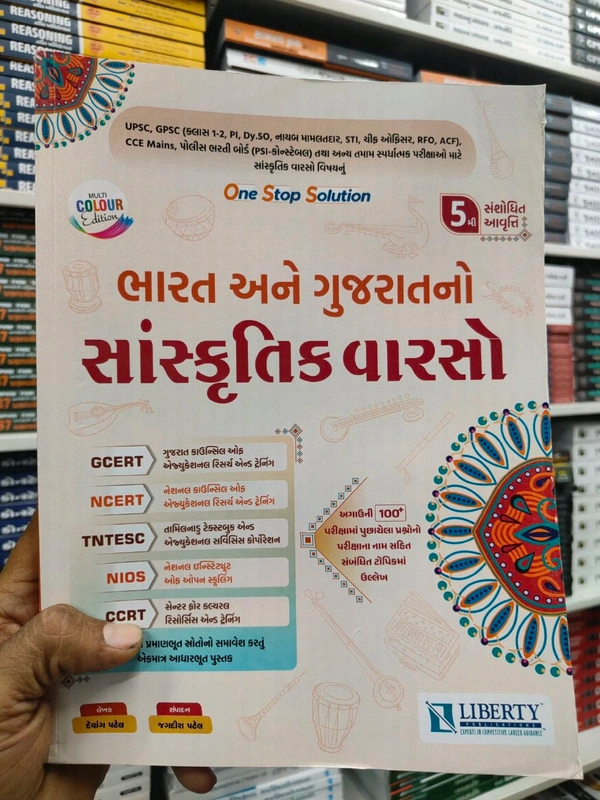 REASONING
REASONING
UPSC, GPSC (ક્લાસ 1-2, PI, Dy.SO, નાયબ મામલતદાર, STI, ચીફ ઓફિસર, RFO, ACF),
CCE Mains, પોલીસ ભરતી બોર્ડ (PSI-કોન્સ્ટેબલ) તથા અન્ય તમામ સ્પર્ધાત્મક પરીક્ષાઓ માટે
સાંસ્કૃતિક વારસો વિષયનું
One Stop Solution
MULTI
COLOUR
Edition
5મી
સંશોધિત
આવૃત્તિ
ભારત અને ગુજરાતનો
સાંસ્કૃતિક વારસો
GCERT
ગુજરાત કાઉન્સિલ ઓફ
એજ્યુકેશનલ રિસર્ચ એન્ડ ટ્રેનિંગ
NCERT
નેશનલ કાઉન્સિલ ઓફ
એજ્યુકેશનલ રિસર્ચ એન્ડ ટ્રેનિંગ
TNTESC
તામિલનાડુ ટેક્સ્ટબુક એન્ડ
એજ્યુકેશનલ સર્વિસિસ કોર્પોરેશન
NIOS
નેશનલ ઇન્સ્ટિટ્યુટ
ઓફ ઓપન સ્કૂલિંગ
CCRT
સેન્ટર ફોર કલ્ચરલ
રિસોર્સિસ એન્ડ ટ્રેનિંગ
પ્રમાણભૂત સ્રોતોનો સમાવેશ કરતું
એકમાત્ર આધારભૂત પુસ્તક
અગાઉની 100+
પરીક્ષામાં પુછાયેલા પ્રશ્નોનો
પરીક્ષાના નામ સહિત
સંબંધિત ટૉપિકમાં
ઉલ્લેખ
લેખક
દેવાંગ પટેલ
સંપાદન
જગદીશ પટેલ
LIBERTY
PUBLICATIONS
EXPERTS IN COMPETITIVE CAREER GUIDANCE